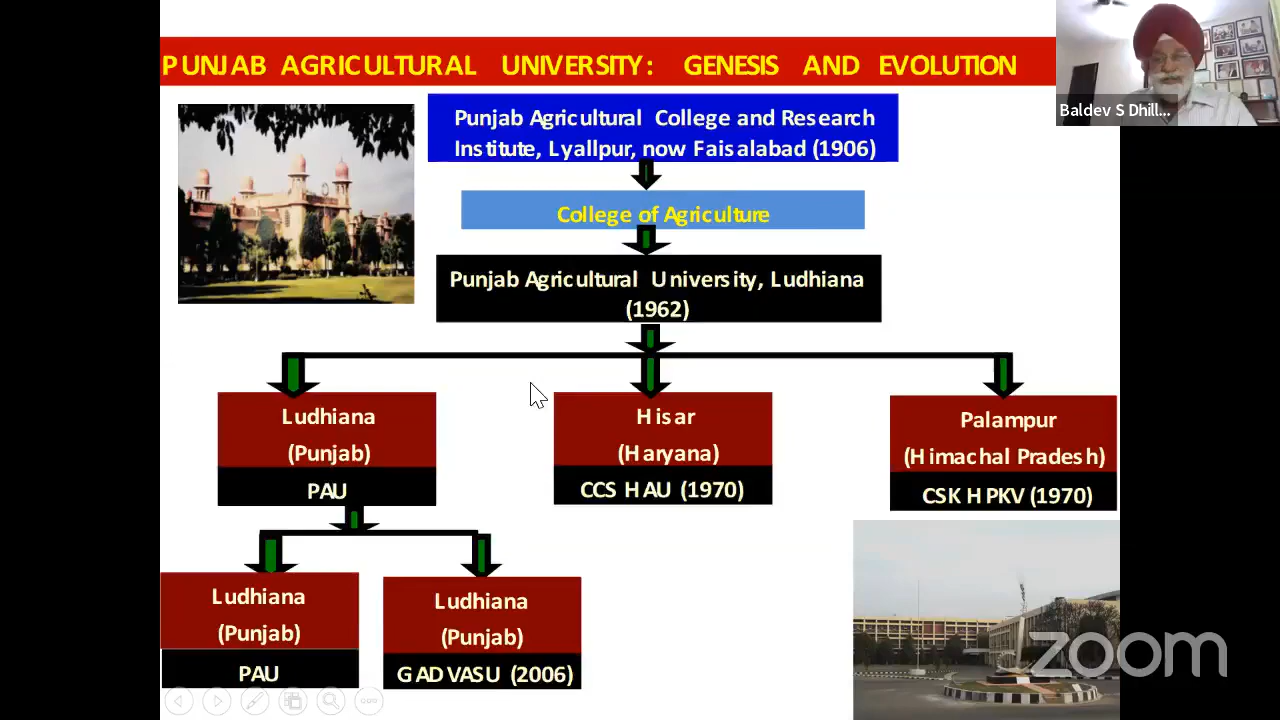 PUNJAB AGRICULTURAL UNIVERSITY: GENESIS AND EVOLUTION
Baldev S Dhill...
Punjab Agricultural College and Research
Institute, Lyallpur, now Faisalabad (1906)
College of Agriculture
Punjab Agricultural University, Ludhiana
(1962)
Ludhiana
(Punjab)
PAU
Hisar
(Haryana)
CCS HAU (1970)
Palampur
(Himachal Pradesh)
CSK HPKV (1970)
Ludhiana
(Punjab)
PAU
Ludhiana
(Punjab)
GADVASU (2006)
zoom